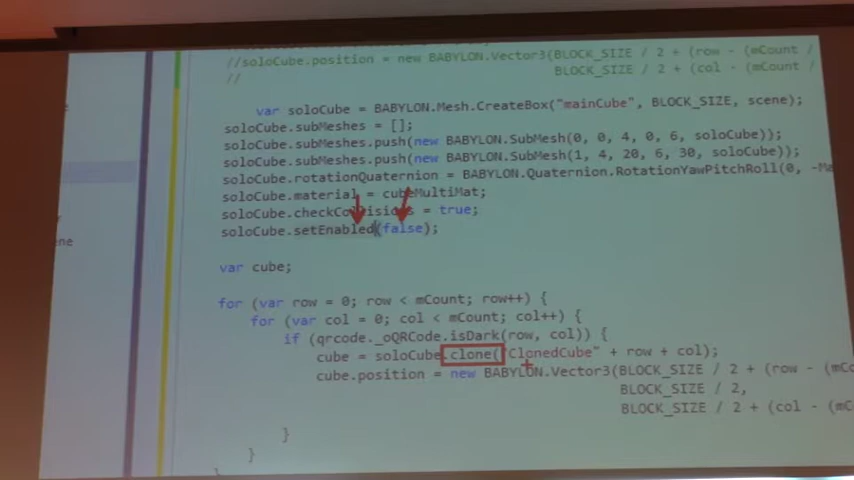 //soloCube.position = new BABYLON.Vector3(BLOCK_SIZE / 2 + (row - (mCount /
// BLOCK_SIZE / 2 + (col - (mCount /
var soloCube = BABYLON.Mesh.CreateBox("mainCube", BLOCK_SIZE, scene);
soloCube.subMeshes = [];
soloCube.subMeshes.push(new BABYLON.SubMesh(0, 0, 4, 0, 6, soloCube));
soloCube.subMeshes.push(new BABYLON.SubMesh(1, 4, 20, 6, 30, soloCube));
soloCube.rotationQuaternion = BABYLON.Quaternion.RotationYawPitchRoll(0, -Ma
soloCube.material = cubeMultiMat;
soloCube.checkCollisions = true;
soloCube.setEnabled(false);
var cube;
for (var row = 0; row < mCount; row++) {
for (var col = 0; col < mCount; col++) {
if (qrcode._oQRCode.isDark(row, col)) {
cube = soloCube.clone("ClonedCube" + row + col);
cube.position = new BABYLON.Vector3(BLOCK_SIZE / 2 + (row - (mC
BLOCK_SIZE / 2,
BLOCK_SIZE / 2 + (col - (mC
}
}